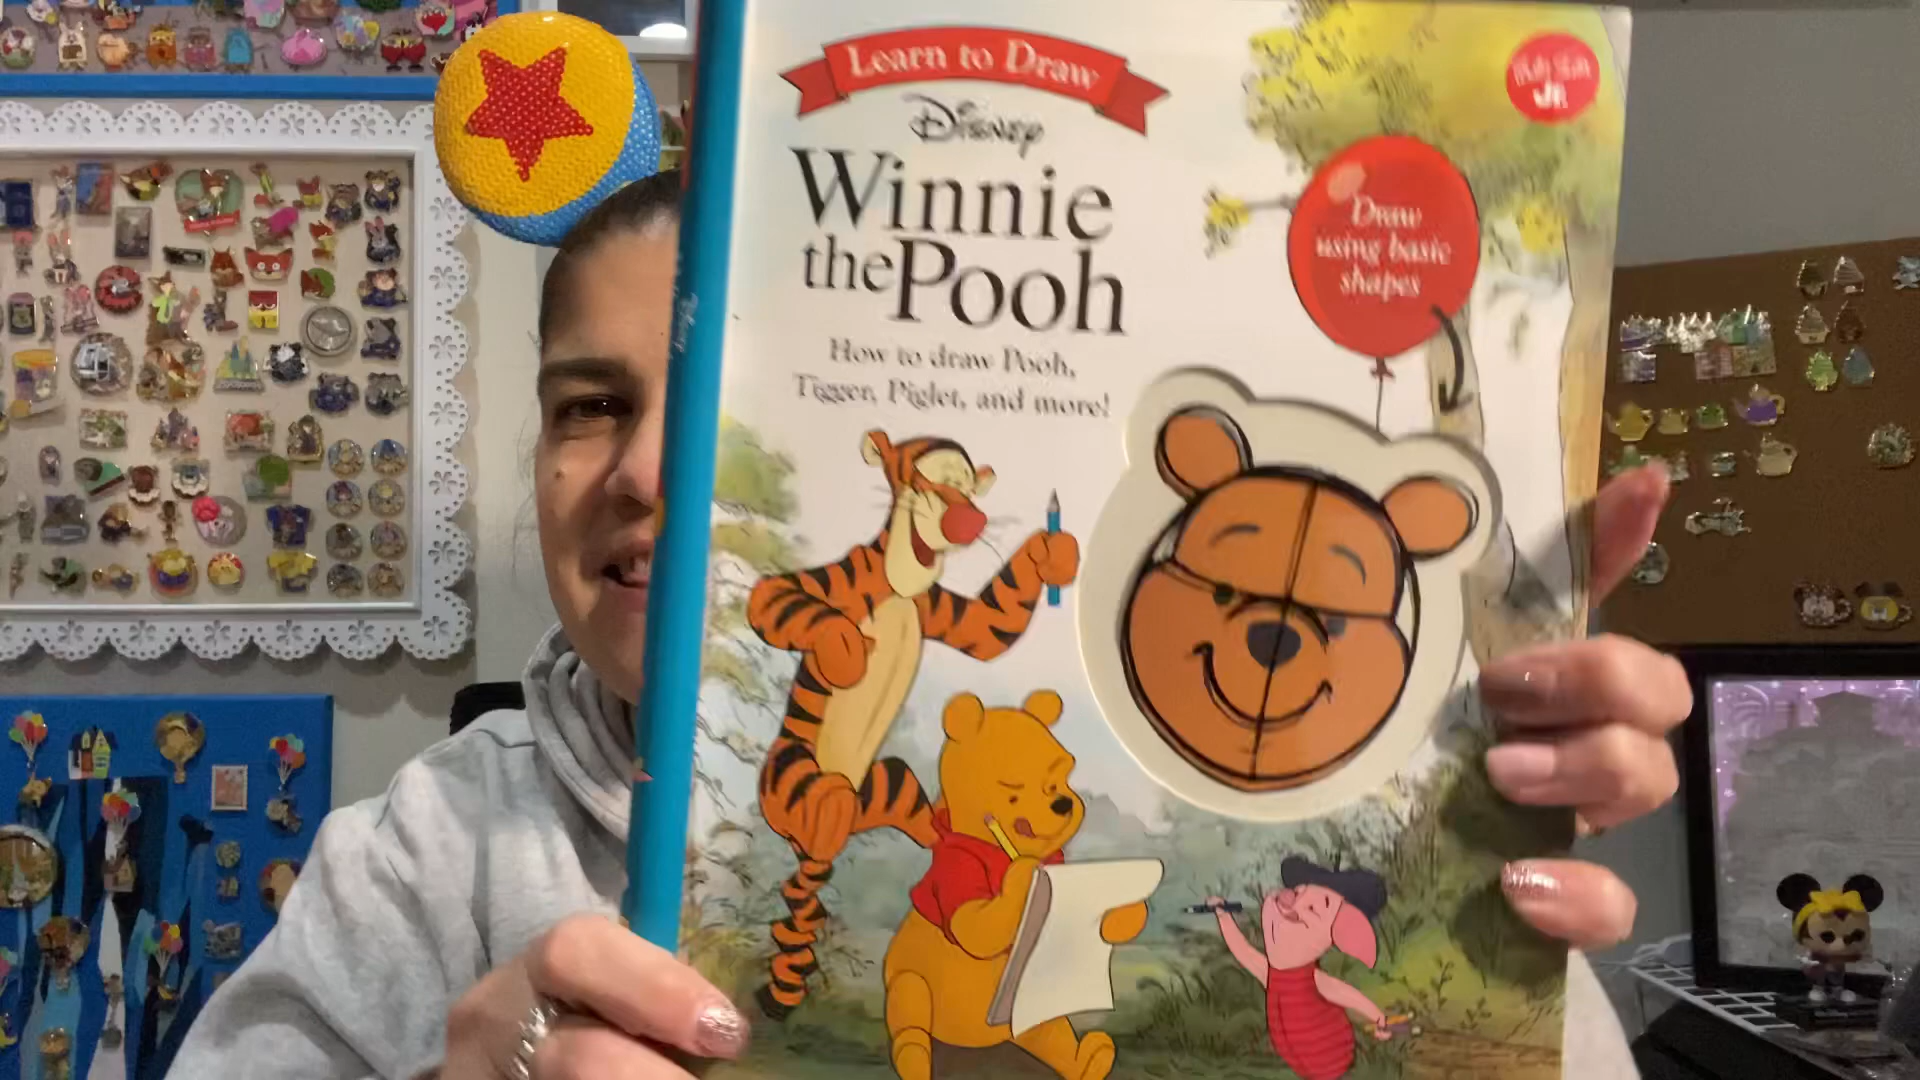 Learn to Draw
Disney
Winnie
the Pooh
How to draw Pooh,
Tigger, Piglet, and more!
Draw
using basic
shapes
JR.